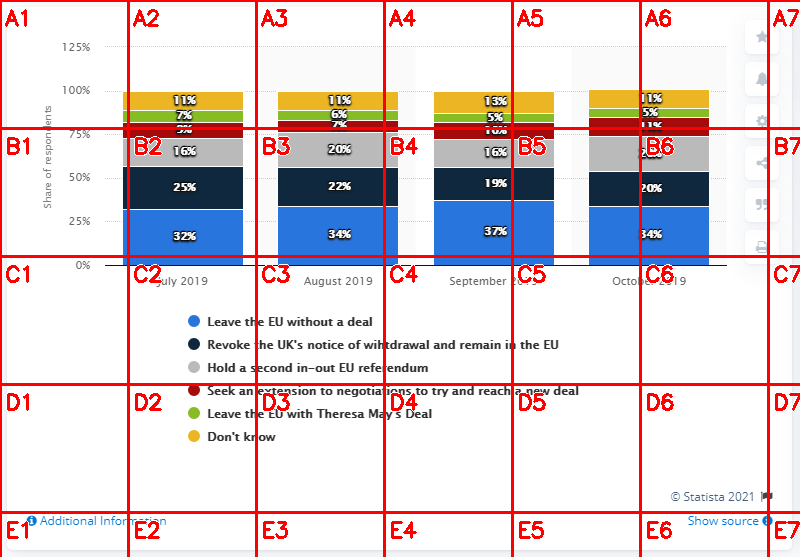 A1 A2 A3 A4 A5 A6 A7
125%
100%
11% 11% 13% 11%
7% 6% 5% 5%
9% 7% 10% 11%
75%
B1 B2 B3 B4 B5 B6 B7
16% 20% 16%
50%
25% 22% 19% 20%
25%
32% 34% 37% 34%
0%
Share of respondents
C1 C2 C3 C4 C5 C6 C7
July 2019 August 2019 September 2019 October 2019
Leave the EU without a deal
Revoke the UK's notice of wihtdrawal and remain in the EU
Hold a second in-out EU referendum
Seek an extension to negotiations to try and reach a new deal
D1 D2 D3 D4 D5 D6 D7
Leave the EU with Theresa May's Deal
Don't know
© Statista 2021
Additional Information Show source
E1 E2 E3 E4 E5 E6 E7